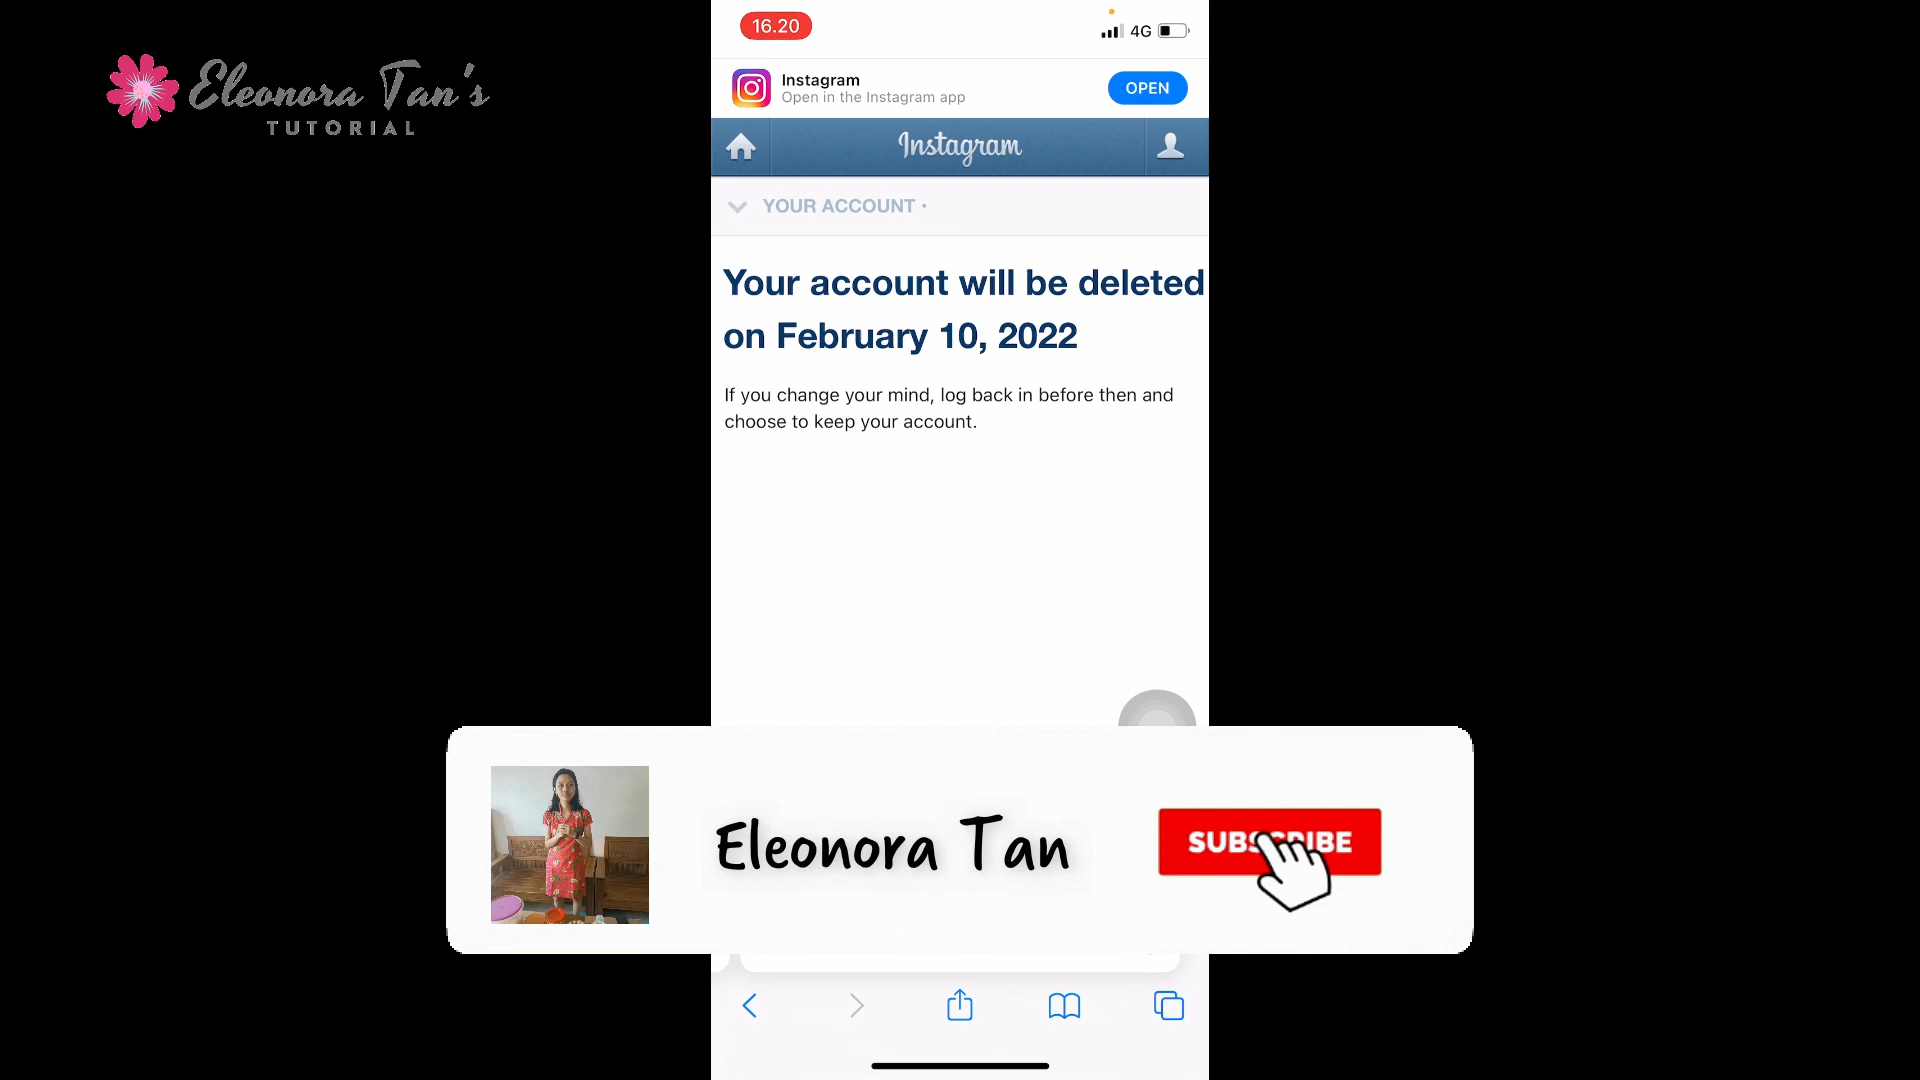 Eleonora Tan's
TUTORIAL
16.20
4G
Instagram
Open in the Instagram app
OPEN
Instagram
YOUR ACCOUNT •
Your account will be deleted
on February 10, 2022
If you change your mind, log back in before then and
choose to keep your account.
Eleonora Tan
SUBSCRIBE